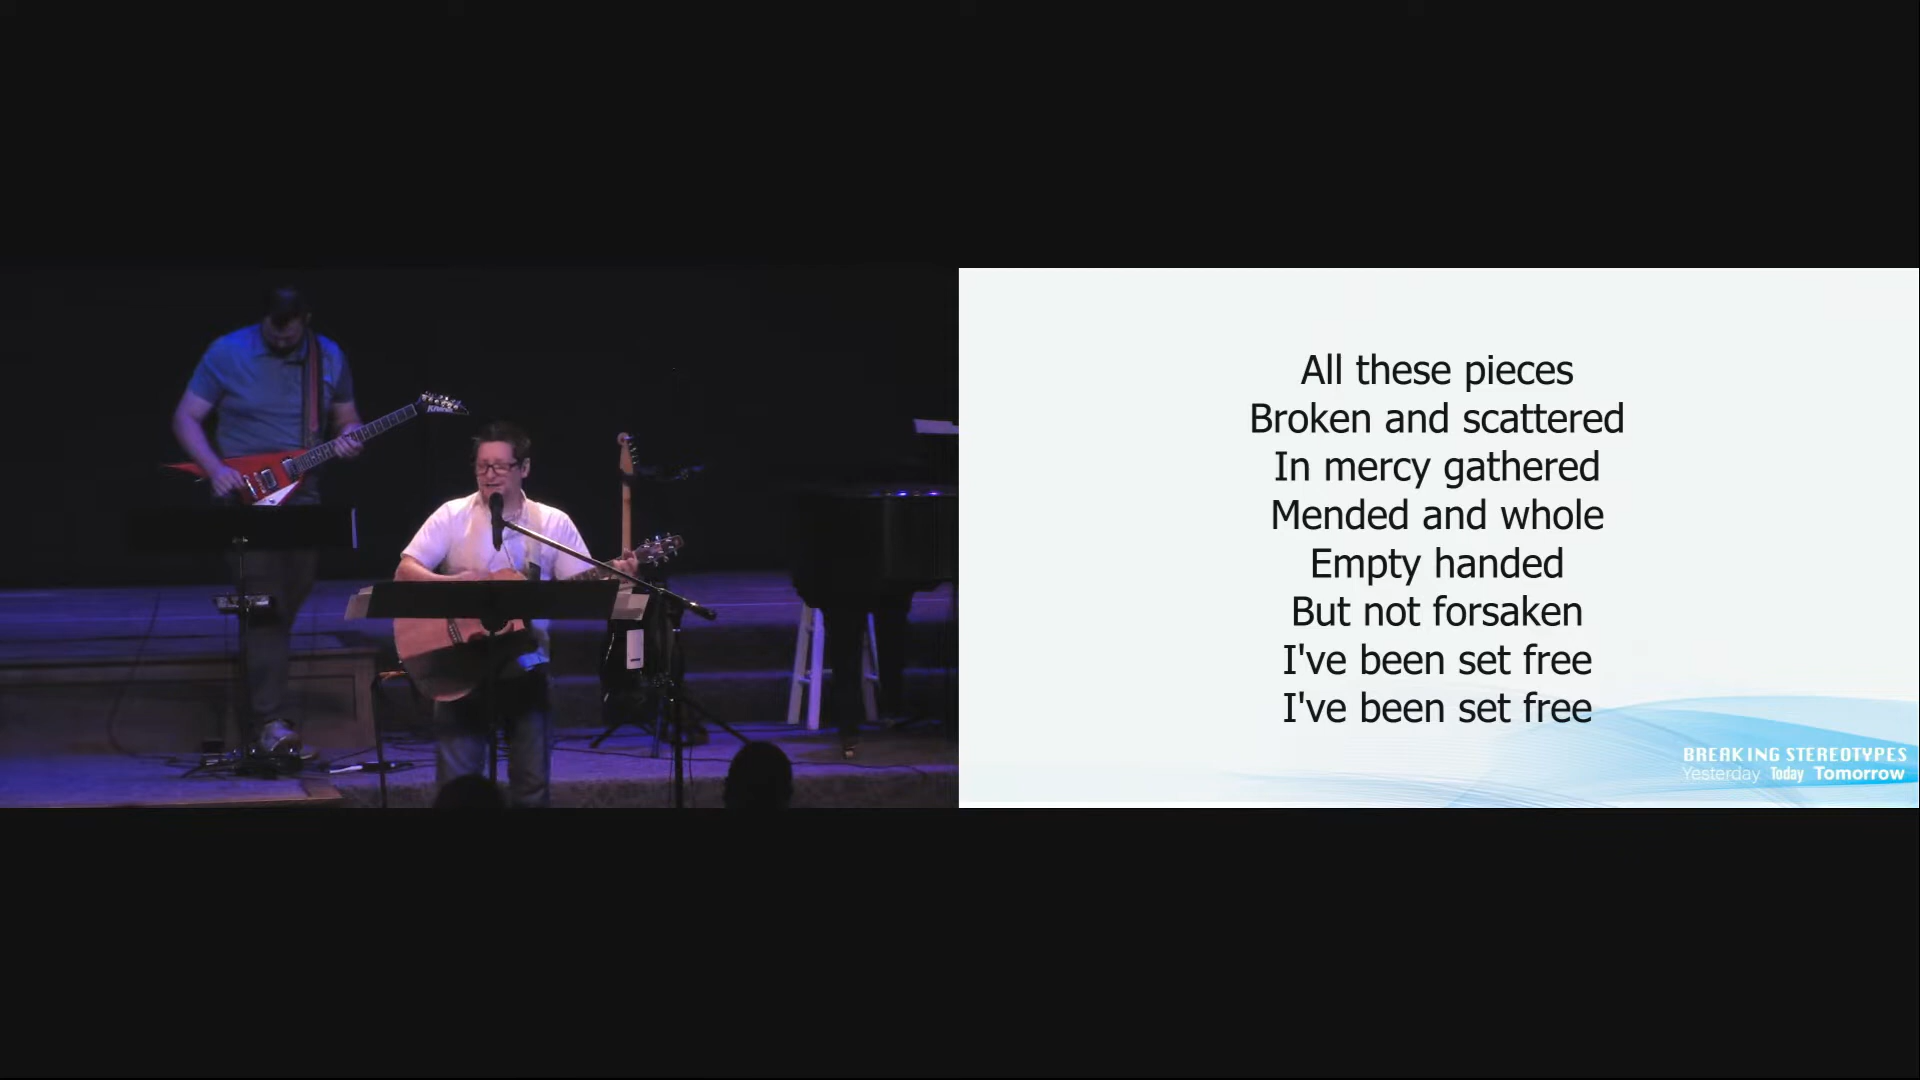 All these pieces
Broken and scattered
In mercy gathered
Mended and whole
Empty handed
But not forsaken
I've been set free
I've been set free
BREAKING STEREOTYPES
Yesterday Today Tomorrow